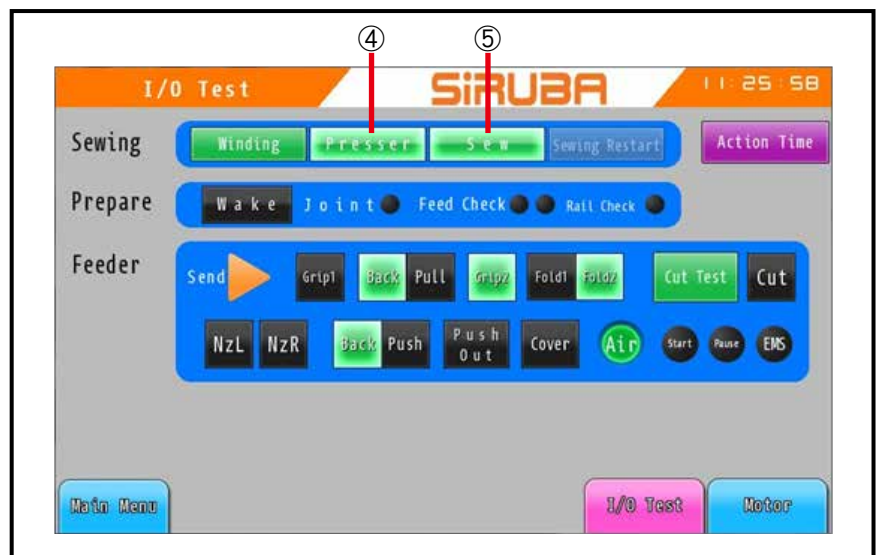 ④ ⑤
I/O Test SiRUBA 11:25:58
Sewing Winding Presser Sew Sewing Restart Action Time
Prepare Wake Joint Feed Check Rail Check
Feeder Send Grip1 Back Pull Grip2 Fold1 Fold2 Cut Test Cut
NzL NzR Back Push Push Out Cover Air Start Pause EMS
Main Menu I/O Test Motor